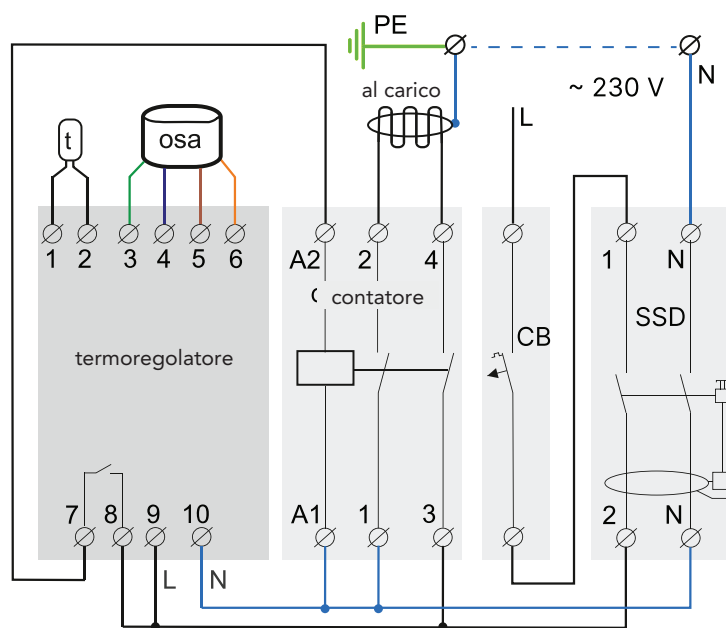 PE
N
~ 230 V
al carico
L
t
osa
1 2 3 4 5 6
A2 2 4
1 N
contatore
CB
SSD
termoregolatore
7 8 9 10
A1 1 3
2 N
L N